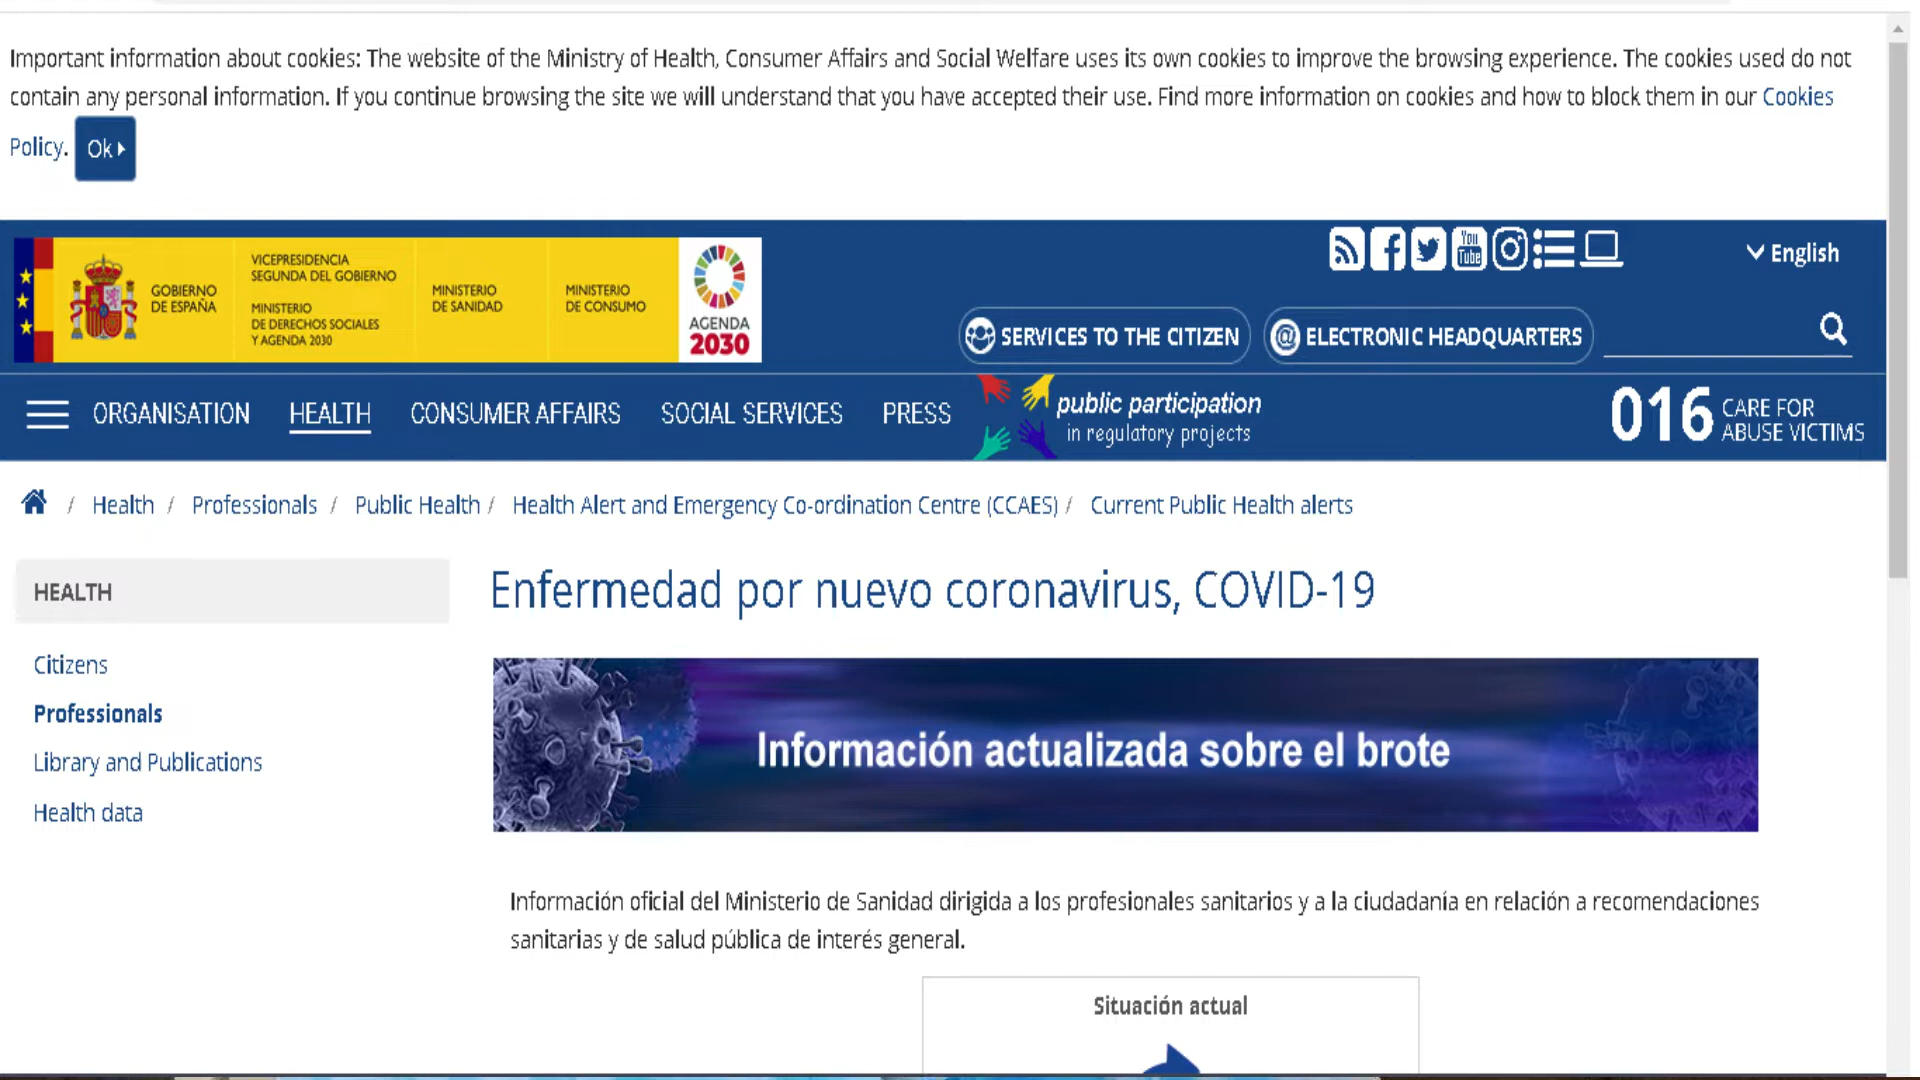 Important information about cookies: The website of the Ministry of Health, Consumer Affairs and Social Welfare uses its own cookies to improve the browsing experience. The cookies used do not
contain any personal information. If you continue browsing the site we will understand that you have accepted their use. Find more information on cookies and how to block them in our Cookies
Policy. Ok
GOBIERNO
DE ESPAÑA
VICEPRESIDENCIA
SEGUNDA DEL GOBIERNO
MINISTERIO
DE DERECHOS SOCIALES
Y AGENDA 2030
MINISTERIO
DE SANIDAD
MINISTERIO
DE CONSUMO
AGENDA
2030
You
Tube
English
SERVICES TO THE CITIZEN
@ ELECTRONIC HEADQUARTERS
ORGANISATION HEALTH CONSUMER AFFAIRS SOCIAL SERVICES PRESS
public participation
in regulatory projects
016 CARE FOR
ABUSE VICTIMS
/ Health / Professionals / Public Health / Health Alert and Emergency Co-ordination Centre (CCAES) / Current Public Health alerts
HEALTH
Citizens
Professionals
Library and Publications
Health data
Enfermedad por nuevo coronavirus, COVID-19
Información actualizada sobre el brote
Información oficial del Ministerio de Sanidad dirigida a los profesionales sanitarios y a la ciudadanía en relación a recomendaciones
sanitarias y de salud pública de interés general.
Situación actual